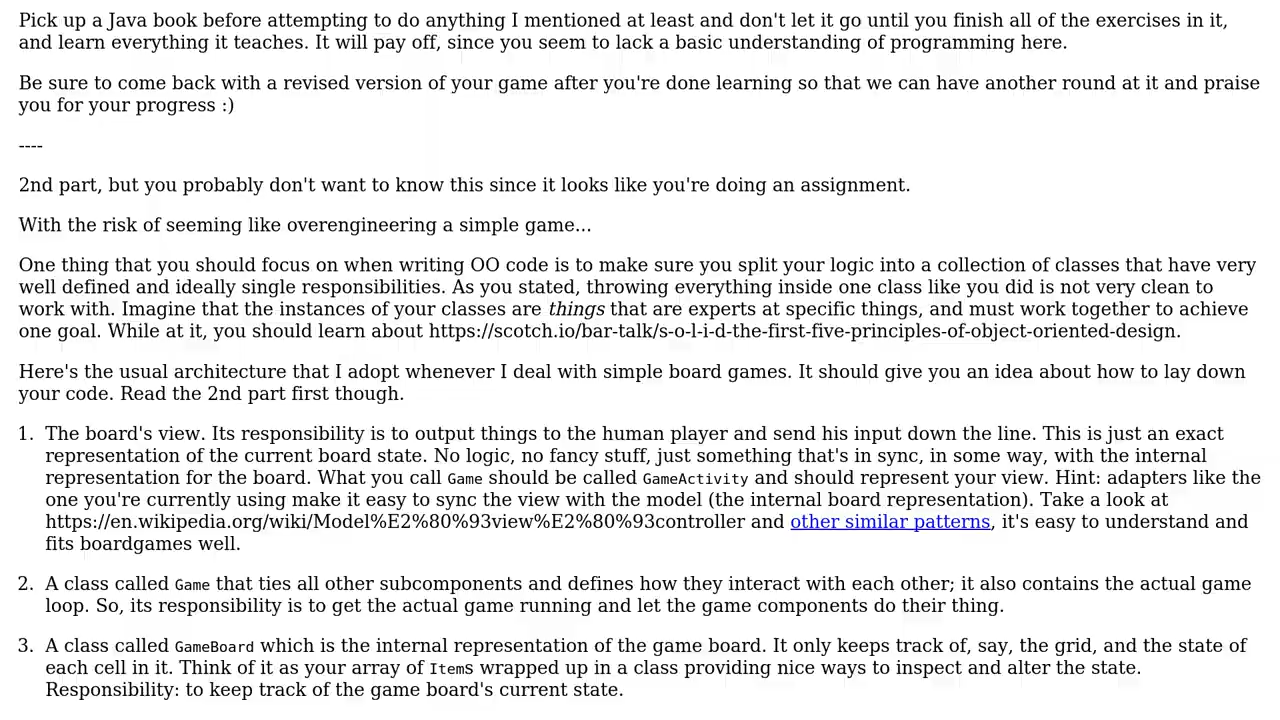 Pick up a Java book before attempting to do anything I mentioned at least and don't let it go until you finish all of the exercises in it,
and learn everything it teaches. It will pay off, since you seem to lack a basic understanding of programming here.
Be sure to come back with a revised version of your game after you're done learning so that we can have another round at it and praise
you for your progress :)
----
2nd part, but you probably don't want to know this since it looks like you're doing an assignment.
With the risk of seeming like overengineering a simple game...
One thing that you should focus on when writing OO code is to make sure you split your logic into a collection of classes that have very
well defined and ideally single responsibilities. As you stated, throwing everything inside one class like you did is not very clean to
work with. Imagine that the instances of your classes are things that are experts at specific things, and must work together to achieve
one goal. While at it, you should learn about https://scotch.io/bar-talk/s-o-l-i-d-the-first-five-principles-of-object-oriented-design.
Here's the usual architecture that I adopt whenever I deal with simple board games. It should give you an idea about how to lay down
your code. Read the 2nd part first though.
1. The board's view. Its responsibility is to output things to the human player and send his input down the line. This is just an exact
representation of the current board state. No logic, no fancy stuff, just something that's in sync, in some way, with the internal
representation for the board. What you call Game should be called GameActivity and should represent your view. Hint: adapters like the
one you're currently using make it easy to sync the view with the model (the internal board representation). Take a look at
https://en.wikipedia.org/wiki/Model%E2%80%93view%E2%80%93controller and other similar patterns, it's easy to understand and
fits boardgames well.
2. A class called Game that ties all other subcomponents and defines how they interact with each other; it also contains the actual game
loop. So, its responsibility is to get the actual game running and let the game components do their thing.
3. A class called GameBoard which is the internal representation of the game board. It only keeps track of, say, the grid, and the state of
each cell in it. Think of it as your array of Items wrapped up in a class providing nice ways to inspect and alter the state.
Responsibility: to keep track of the game board's current state.